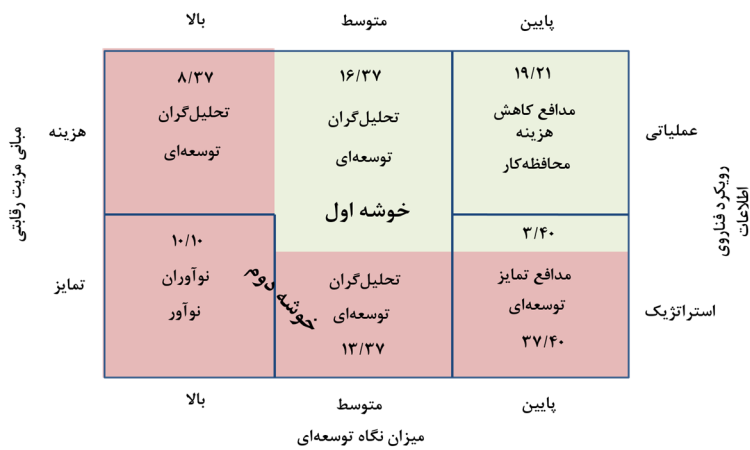 پایین
متوسط
بالا
۱۹/۲۱
مدافع کاهش
هزینه
محافظه‌کار
۱۶/۳۷
تحلیل‌گران
توسعه‌ای
۸/۳۷
تحلیل‌گران
توسعه‌ای
عملیاتی
هزینه
رویکرد فناروی
اطلاعات
مبانی مزیت رقابتی
خوشه اول
۳/۴۰
مدافع تمایز
توسعه‌ای
۳۷/۴۰
تحلیل‌گران
توسعه‌ای
۱۳/۳۷
۱۰/۱۰
نوآوران
نوآور
خوشه دوم
استراتژیک
تمایز
پایین
متوسط
بالا
میزان نگاه توسعه‌ای